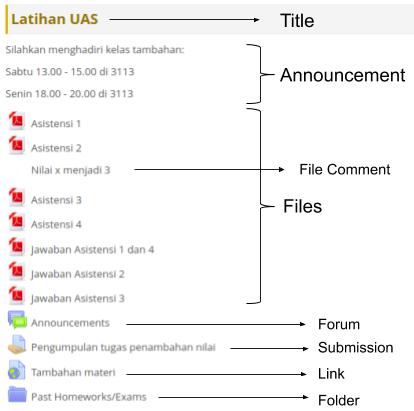 Latihan UAS Title
Silahkan menghadiri kelas tambahan:
Sabtu 13.00 - 15.00 di 3113
Announcement
Senin 18.00 - 20.00 di 3113
Asistensi 1
Asistensi 2
Nilai x menjadi 3 File Comment
Asistensi 3
Files
Asistensi 4
Jawaban Asistensi 1 dan 4
Jawaban Asistensi 2
Jawaban Asistensi 3
Announcements Forum
Pengumpulan tugas penambahan nilai Submission
Tambahan materi Link
Past Homeworks/Exams Folder